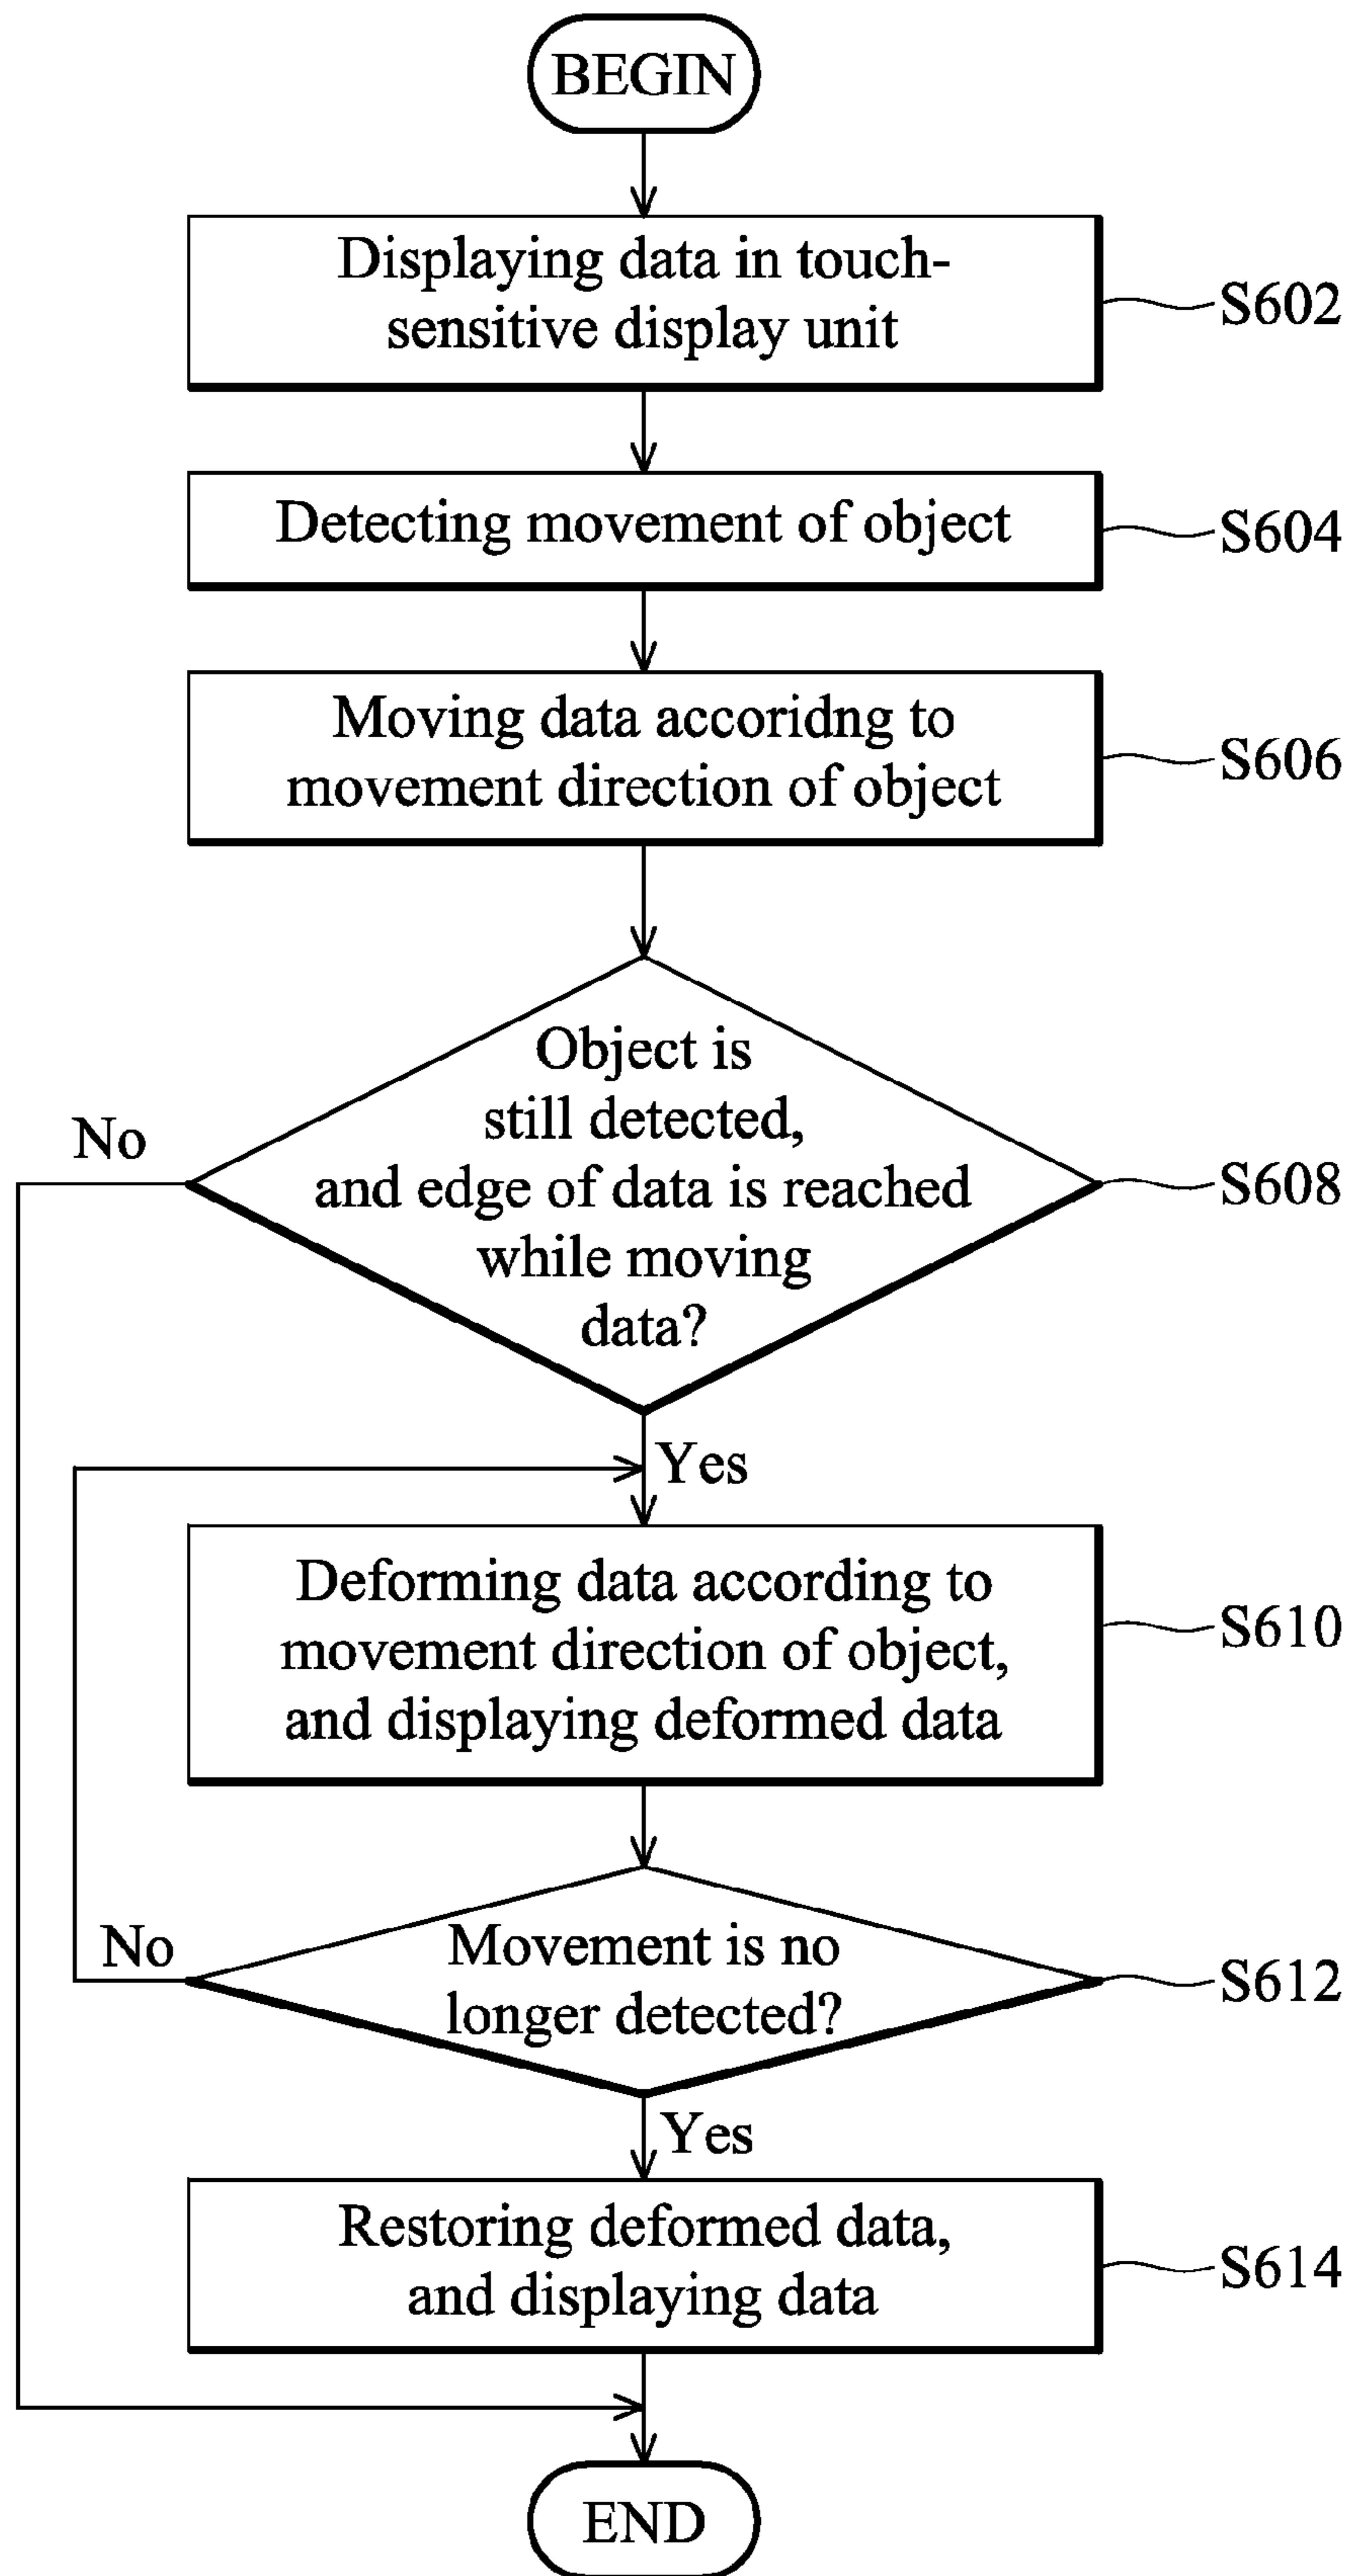 BEGIN
Displaying data in touch-
sensitive display unit
S602
Detecting movement of object
S604
Moving data accoridng to
movement direction of object
S606
Object is
still detected,
and edge of data is reached
while moving
data?
No
S608
Yes
Deforming data according to
movement direction of object,
and displaying deformed data
S610
Movement is no
longer detected?
No
S612
Yes
Restoring deformed data,
and displaying data
S614
END